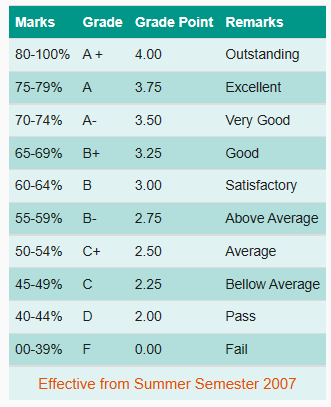 Marks Grade Grade Point Remarks
80-100% A + 4.00 Outstanding
75-79% A 3.75 Excellent
70-74% A- 3.50 Very Good
65-69% B+ 3.25 Good
60-64% B 3.00 Satisfactory
55-59% B- 2.75 Above Average
50-54% C+ 2.50 Average
45-49% C 2.25 Bellow Average
40-44% D 2.00 Pass
00-39% F 0.00 Fail
Effective from Summer Semester 2007